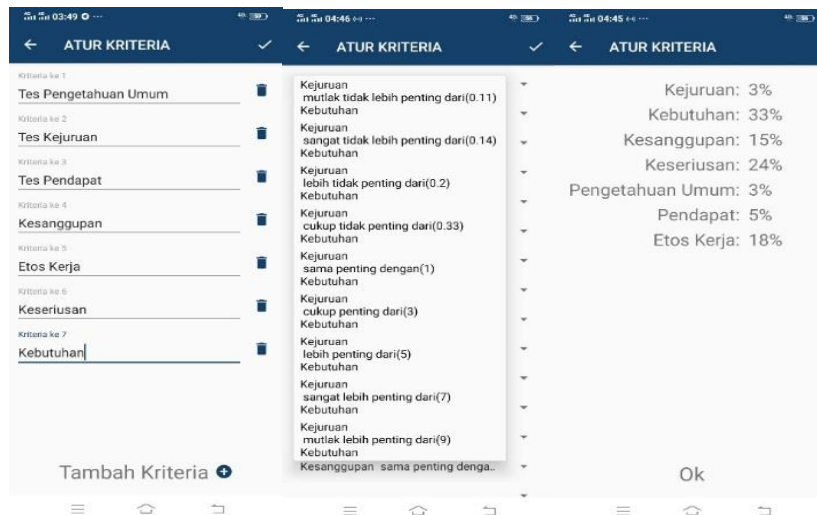 03:49
ATUR KRITERIA
Kriteria ke 1
Tes Pengetahuan Umum
Kriteria ke 2
Tes Kejuruan
Kriteria ke 3
Tes Pendapat
Kriteria ke 4
Kesanggupan
Kriteria ke 5
Etos Kerja
Kriteria ke 6
Keseriusan
Kriteria ke 7
Kebutuhan
Tambah Kriteria
04:46
ATUR KRITERIA
Kejuruan
mutlak tidak lebih penting dari(0.11)
Kebutuhan
Kejuruan
sangat tidak lebih penting dari(0.14)
Kebutuhan
Kejuruan
lebih tidak penting dari(0.2)
Kebutuhan
Kejuruan
cukup tidak penting dari(0.33)
Kebutuhan
Kejuruan
sama penting dengan(1)
Kebutuhan
Kejuruan
cukup penting dari(3)
Kebutuhan
Kejuruan
lebih penting dari(5)
Kebutuhan
Kejuruan
sangat lebih penting dari(7)
Kebutuhan
Kejuruan
mutlak lebih penting dari(9)
Kebutuhan
Kesanggupan sama penting denga..
04:45
ATUR KRITERIA
Kejuruan: 3%
Kebutuhan: 33%
Kesanggupan: 15%
Keseriusan: 24%
Pengetahuan Umum: 3%
Pendapat: 5%
Etos Kerja: 18%
Ok